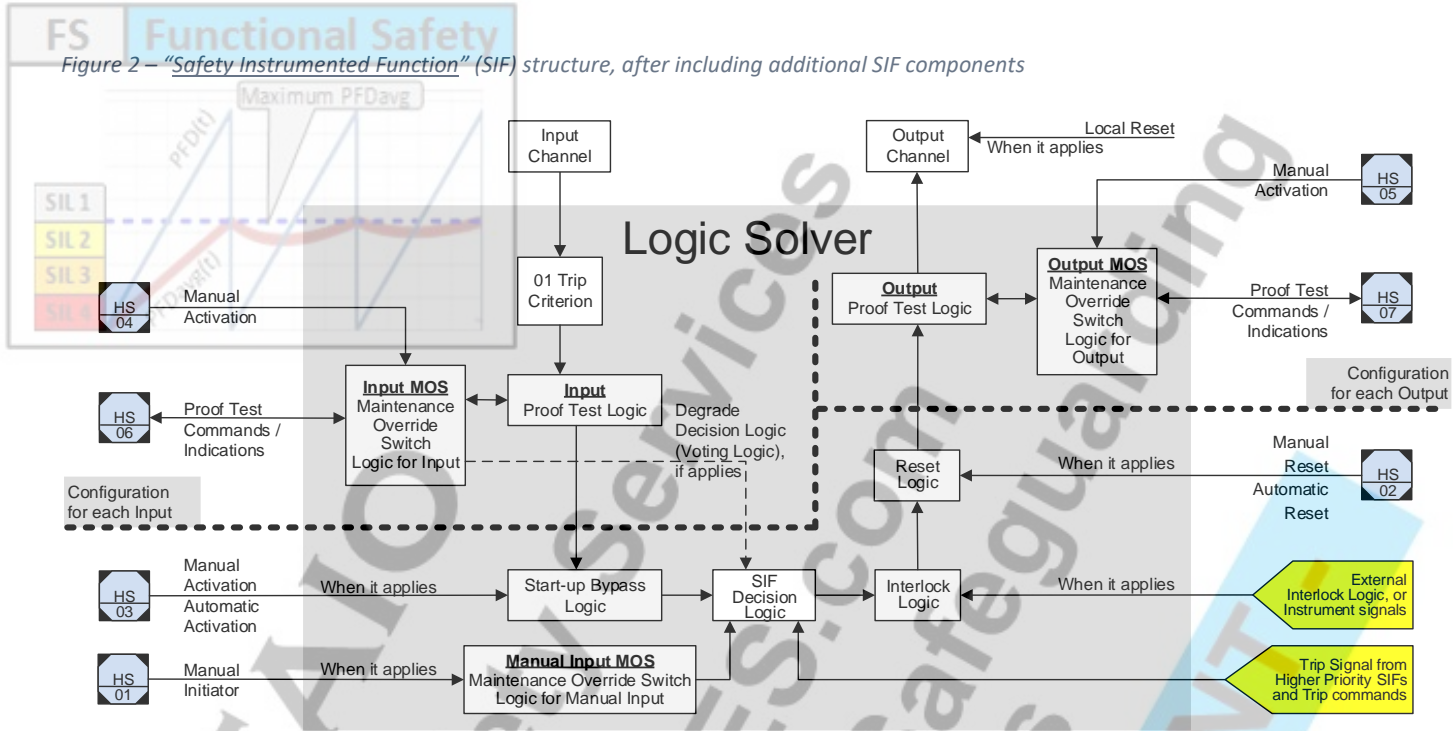 FS Functional Safety
Figure 2 – “Safety Instrumented Function” (SIF) structure, after including additional SIF components
Maximum PFDavg
PFD(t)
SIL 1
SIL 2
SIL 3
SIL 4
PFDavg(t)
Input
Channel
Output
Channel
Local Reset
When it applies
Manual
Activation
HS
05
Logic Solver
01 Trip
Criterion
Output
Proof Test Logic
Output MOS
Maintenance
Override
Switch
Logic for
Output
Proof Test
Commands /
Indications
HS
07
HS
04
Manual
Activation
Input MOS
Maintenance
Override
Switch
Logic for Input
Input
Proof Test Logic
Degrade
Decision Logic
(Voting Logic),
if applies
HS
06
Proof Test
Commands /
Indications
Configuration
for each Output
Configuration
for each Input
Reset
Logic
When it applies
Manual
Reset
Automatic
Reset
HS
02
HS
03
Manual
Activation
Automatic
Activation
When it applies
Start-up Bypass
Logic
SIF
Decision
Logic
Interlock
Logic
When it applies
External
Interlock Logic, or
Instrument signals
HS
01
Manual
Initiator
When it applies
Manual Input MOS
Maintenance Override Switch
Logic for Manual Input
Trip Signal from
Higher Priority SIFs
and Trip commands